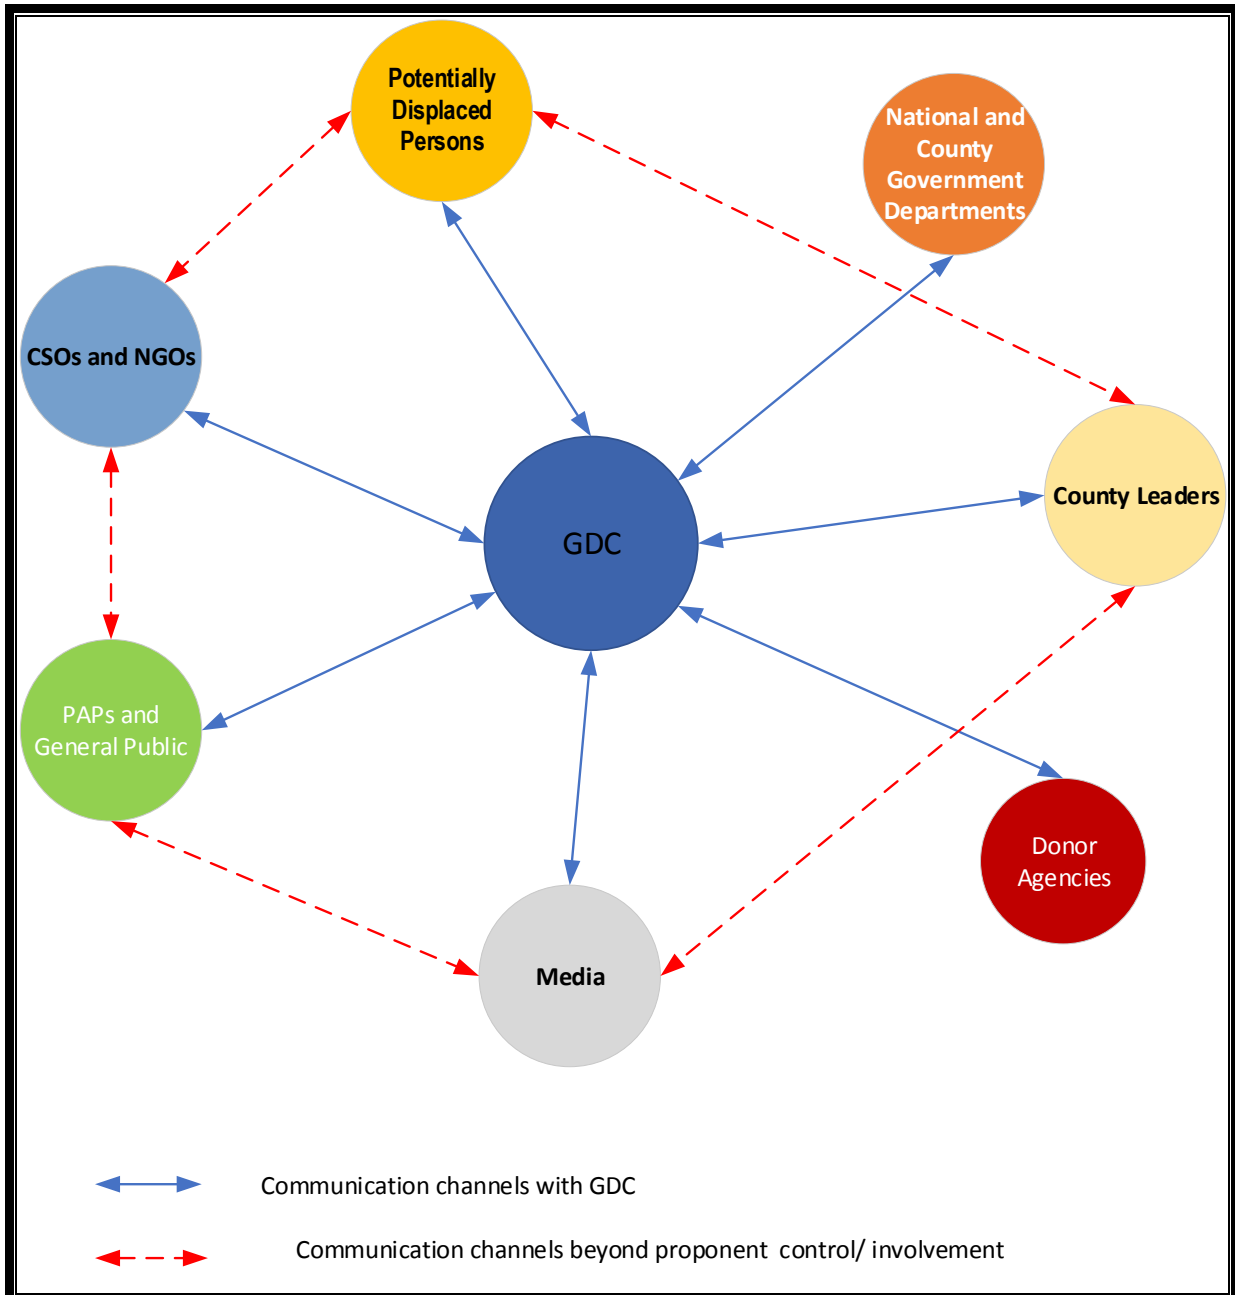 Potentially
Displaced
Persons
National and
County
Government
Departments
CSOs and NGOs
County Leaders
GDC
PAPs and
General Public
Donor
Agencies
Media
Communication channels with GDC
Communication channels beyond proponent control/ involvement